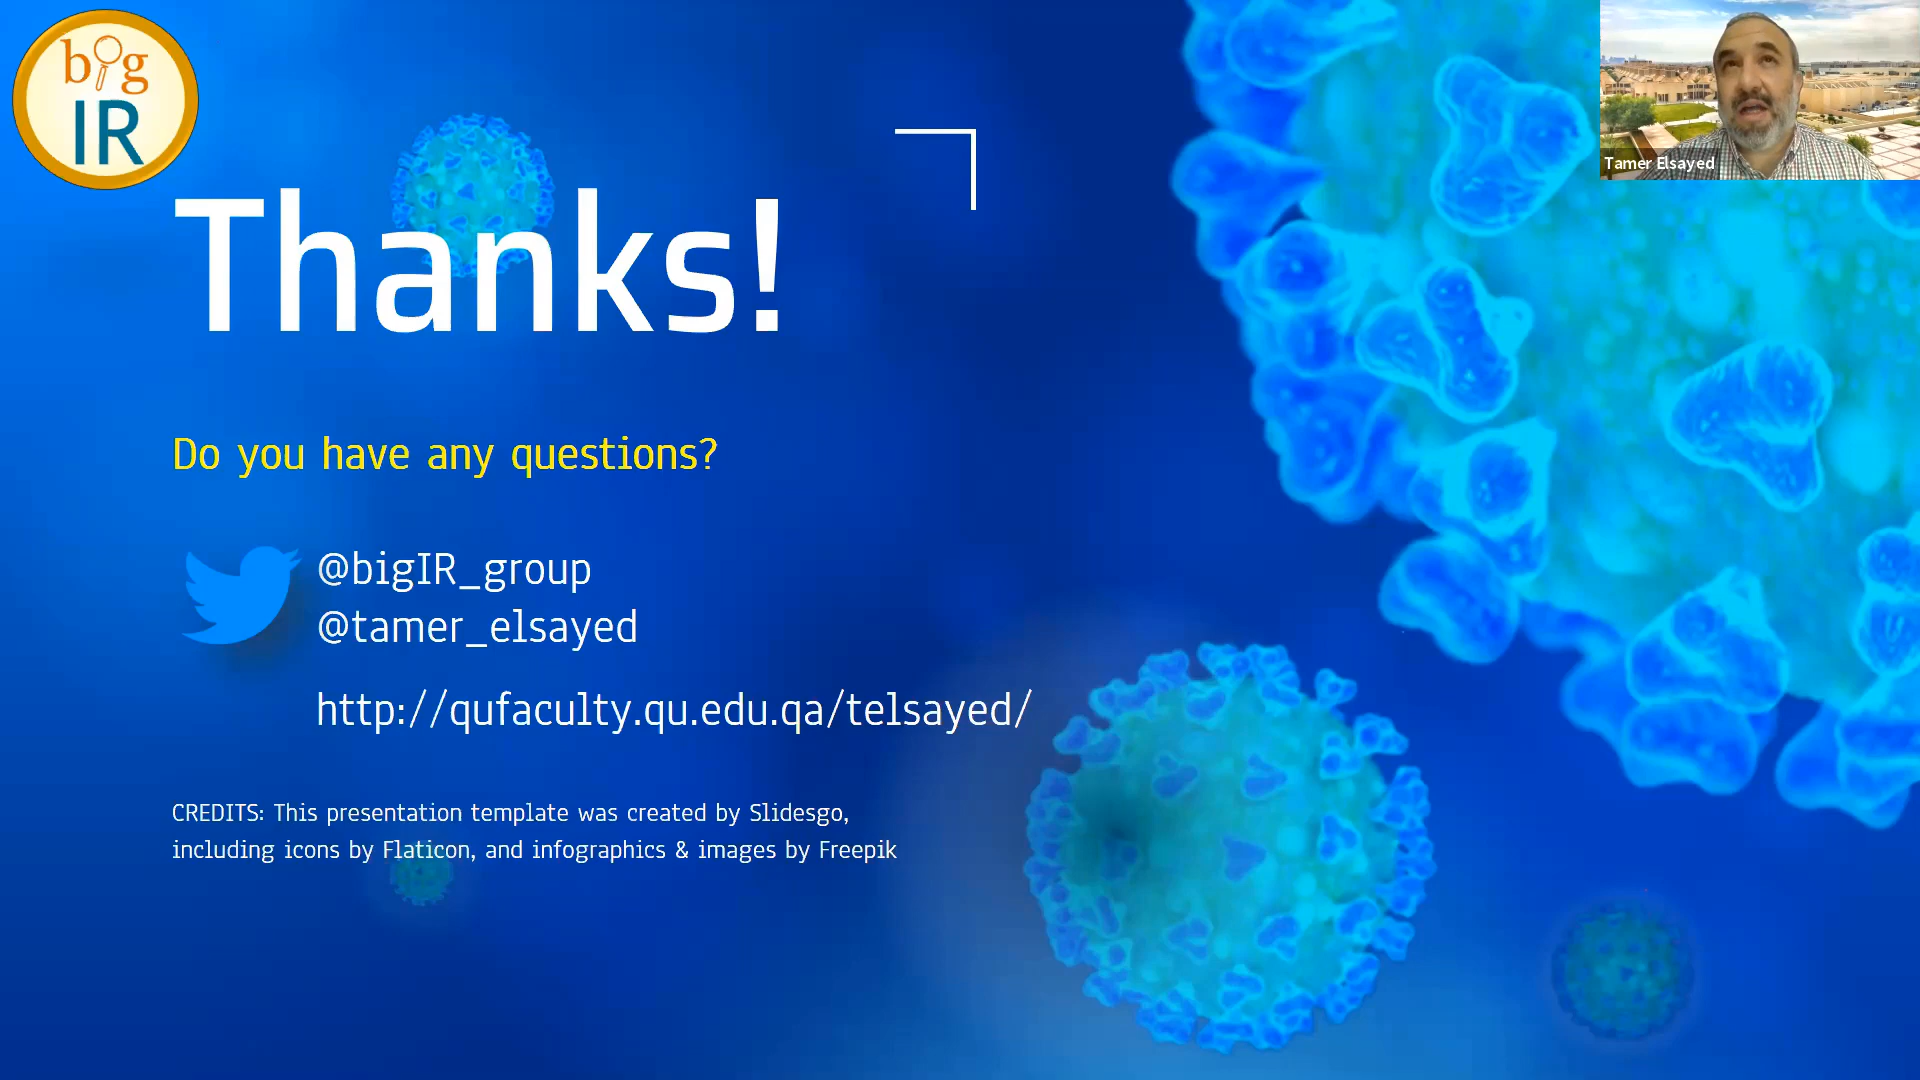 big
IR
Tamer Elsayed
Thanks!
Do you have any questions?
@bigIR_group
@tamer_elsayed
http://qufaculty.qu.edu.qa/telsayed/
CREDITS: This presentation template was created by Slidesgo,
including icons by Flaticon, and infographics & images by Freepik